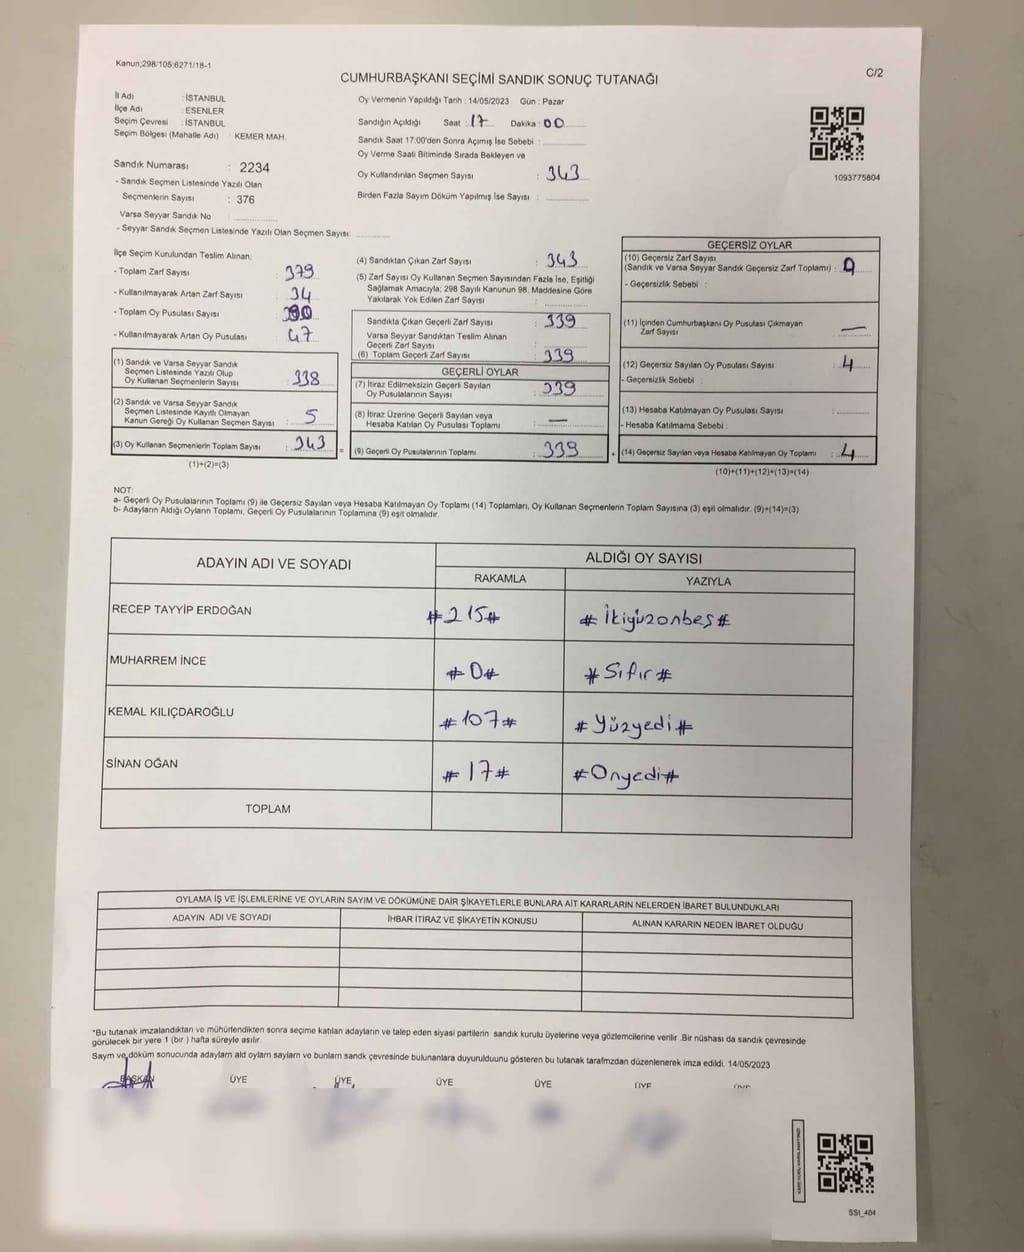 Kanun;298/105;6271/18-1
C/2
CUMHURBAŞKANI SEÇİMİ SANDIK SONUÇ TUTANAĞI
İl Adı : İSTANBUL
İlçe Adı : ESENLER
Seçim Çevresi : İSTANBUL
Seçim Bölgesi (Mahalle Adı) : KEMER MAH.
Sandık Numarası : 2234
- Sandık Seçmen Listesinde Yazılı Olan
Seçmenlerin Sayısı : 376
Varsa Seyyar Sandık No :
- Seyyar Sandık Seçmen Listesinde Yazılı Olan Seçmen Sayısı:
Oy Vermenin Yapıldığı Tarih : 14/05/2023 Gün : Pazar
Sandığın Açıldığı Saat : 17 Dakika : 00
Sandık Saat 17:00'den Sonra Açılmış İse Sebebi :
Oy Verme Saati Bitiminde Sırada Bekleyen ve
Oy Kullandırılan Seçmen Sayısı : 343
Birden Fazla Sayım Döküm Yapılmış İse Sayısı :
1093775804
İlçe Seçim Kurulundan Teslim Alınan;
- Toplam Zarf Sayısı : 379
- Kullanılmayarak Artan Zarf Sayısı : 34
- Toplam Oy Pusulası Sayısı :
- Kullanılmayarak Artan Oy Pusulası : 47
(1) Sandık ve Varsa Seyyar Sandık
Seçmen Listesinde Yazılı Olup
Oy Kullanan Seçmenlerin Sayısı : 338
(2) Sandık ve Varsa Seyyar Sandık
Seçmen Listesinde Kayıtlı Olmayan
Kanun Gereği Oy Kullanan Seçmen Sayısı : 5
(3) Oy Kullanan Seçmenlerin Toplam Sayısı : 343
(1)+(2)=(3)
(4) Sandıktan Çıkan Zarf Sayısı : 343
(5) Zarf Sayısı Oy Kullanan Seçmen Sayısından Fazla İse, Eşitliği
Sağlamak Amacıyla; 298 Sayılı Kanunun 98. Maddesine Göre
Yakılarak Yok Edilen Zarf Sayısı :
Sandıkta Çıkan Geçerli Zarf Sayısı : 339
Varsa Seyyar Sandıktan Teslim Alınan
Geçerli Zarf Sayısı :
(6) Toplam Geçerli Zarf Sayısı : 339
GEÇERLİ OYLAR
(7) İtiraz Edilmeksizin Geçerli Sayılan
Oy Pusulalarının Sayısı : 339
(8) İtiraz Üzerine Geçerli Sayılan veya
Hesaba Katılan Oy Pusulası Toplamı : —
= (9) Geçerli Oy Pusulalarının Toplamı : 339
GEÇERSİZ OYLAR
(10) Geçersiz Zarf Sayısı
(Sandık ve Varsa Seyyar Sandık Geçersiz Zarf Toplamı) : 0
- Geçersizlik Sebebi :
(11) İçinden Cumhurbaşkanı Oy Pusulası Çıkmayan
Zarf Sayısı : —
(12) Geçersiz Sayılan Oy Pusulası Sayısı : 4
- Geçersizlik Sebebi :
(13) Hesaba Katılmayan Oy Pusulası Sayısı :
- Hesaba Katılmama Sebebi :
+ (14) Geçersiz Sayılan veya Hesaba Katılmayan Oy Toplamı : 4
(10)+(11)+(12)+(13)=(14)
NOT:
a- Geçerli Oy Pusulalarının Toplamı (9) ile Geçersiz Sayılan veya Hesaba Katılmayan Oy Toplamı (14) Toplamları, Oy Kullanan Seçmenlerin Toplam Sayısına (3) eşit olmalıdır. (9)+(14)=(3)
b- Adayların Aldığı Oyların Toplamı, Geçerli Oy Pusulalarının Toplamına (9) eşit olmalıdır.
ADAYIN ADI VE SOYADI
ALDIĞI OY SAYISI
RAKAMLA YAZIYLA
RECEP TAYYİP ERDOĞAN #215# #İkiyüzonbeş#
MUHARREM İNCE #0# #Sıfır#
KEMAL KILIÇDAROĞLU #107# #Yüzyedi#
SİNAN OĞAN #17# #Onyedi#
TOPLAM
OYLAMA İŞ VE İŞLEMLERİNE VE OYLARIN SAYIM VE DÖKÜMÜNE DAİR ŞİKAYETLERLE BUNLARA AİT KARARLARIN NELERDEN İBARET BULUNDUKLARI
ADAYIN ADI VE SOYADI İHBAR İTİRAZ VE ŞİKAYETİN KONUSU ALINAN KARARIN NEDEN İBARET OLDUĞU
*Bu tutanak imzalandıktan ve mühürlendikten sonra seçime katılan adayların ve talep eden siyasi partilerin sandık kurulu üyelerine veya gözlemcilerine verilir .Bir nüshası da sandık çevresinde
görülecek bir yere 1 (bir ) hafta süreyle asılır.
Sayım ve döküm sonucunda adayların ald oyların sayları ve bunların sandk çevresinde bulunanlara duyurulduunu gösteren bu tutanak tarafmzdan düzenlenerek imza edildi. 14/05/2023
BAŞKAN ÜYE ÜYE ÜYE ÜYE ÜYE ÜYE
SSI_404